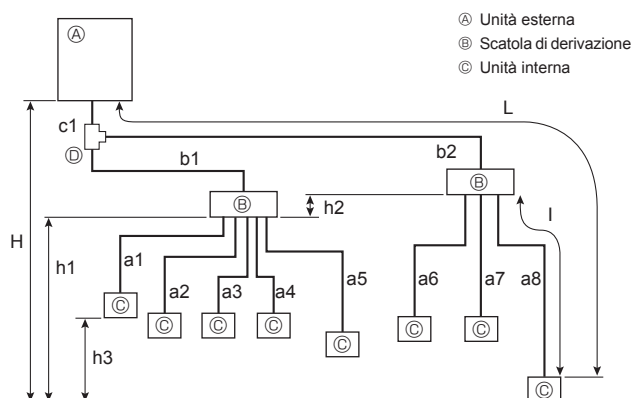 Ⓐ Unità esterna
Ⓑ Scatola di derivazione
Ⓒ Unità interna
Ⓐ
L
c1
Ⓓ
b1
b2
Ⓑ
Ⓑ
h2
l
H
h1
a1
a2
a3
a4
a5
a6
a7
a8
Ⓒ
Ⓒ
Ⓒ
Ⓒ
Ⓒ
Ⓒ
Ⓒ
Ⓒ
h3